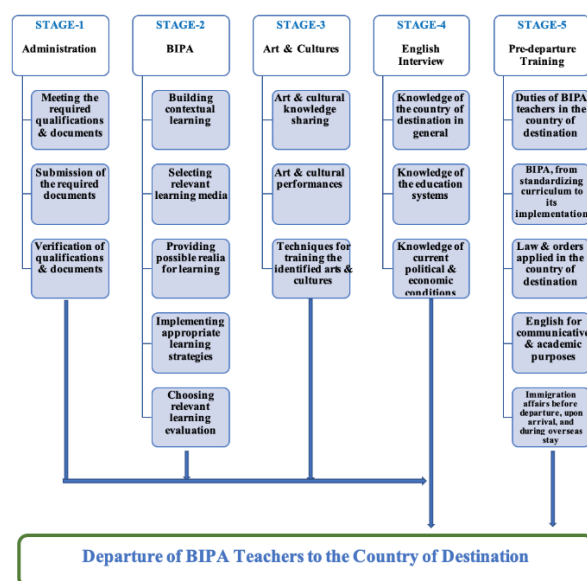 STAGE-1
Administration
Meeting the
required
qualifications
& documents
Submission of
the required
documents
Verification of
qualifications
& documents
STAGE-2
BIPA
Building
contextual
learning
Selecting
relevant
learning media
Providing
possible realia
for learning
Implementing
appropriate
learning
strategies
Choosing
relevant
learning
evaluation
STAGE-3
Art & Cultures
Art & cultural
knowledge
sharing
Art & cultural
performances
Techniques for
training the
identified arts &
cultures
STAGE-4
English
Interview
Knowledge of
the country of
destination in
general
Knowledge of
the education
systems
Knowledge of
current
political &
economic
conditions
STAGE-5
Pre-departure
Training
Duties of BIPA
teachers in the
country of
destination
BIPA, from
standardizing
curriculum to
its
implementation
Law & orders
applied in the
country of
destination
English for
communicative
& academic
purposes
Immigration
affairs before
departure, upon
arrival, and
during overseas
stay
Departure of BIPA Teachers to the Country of Destination